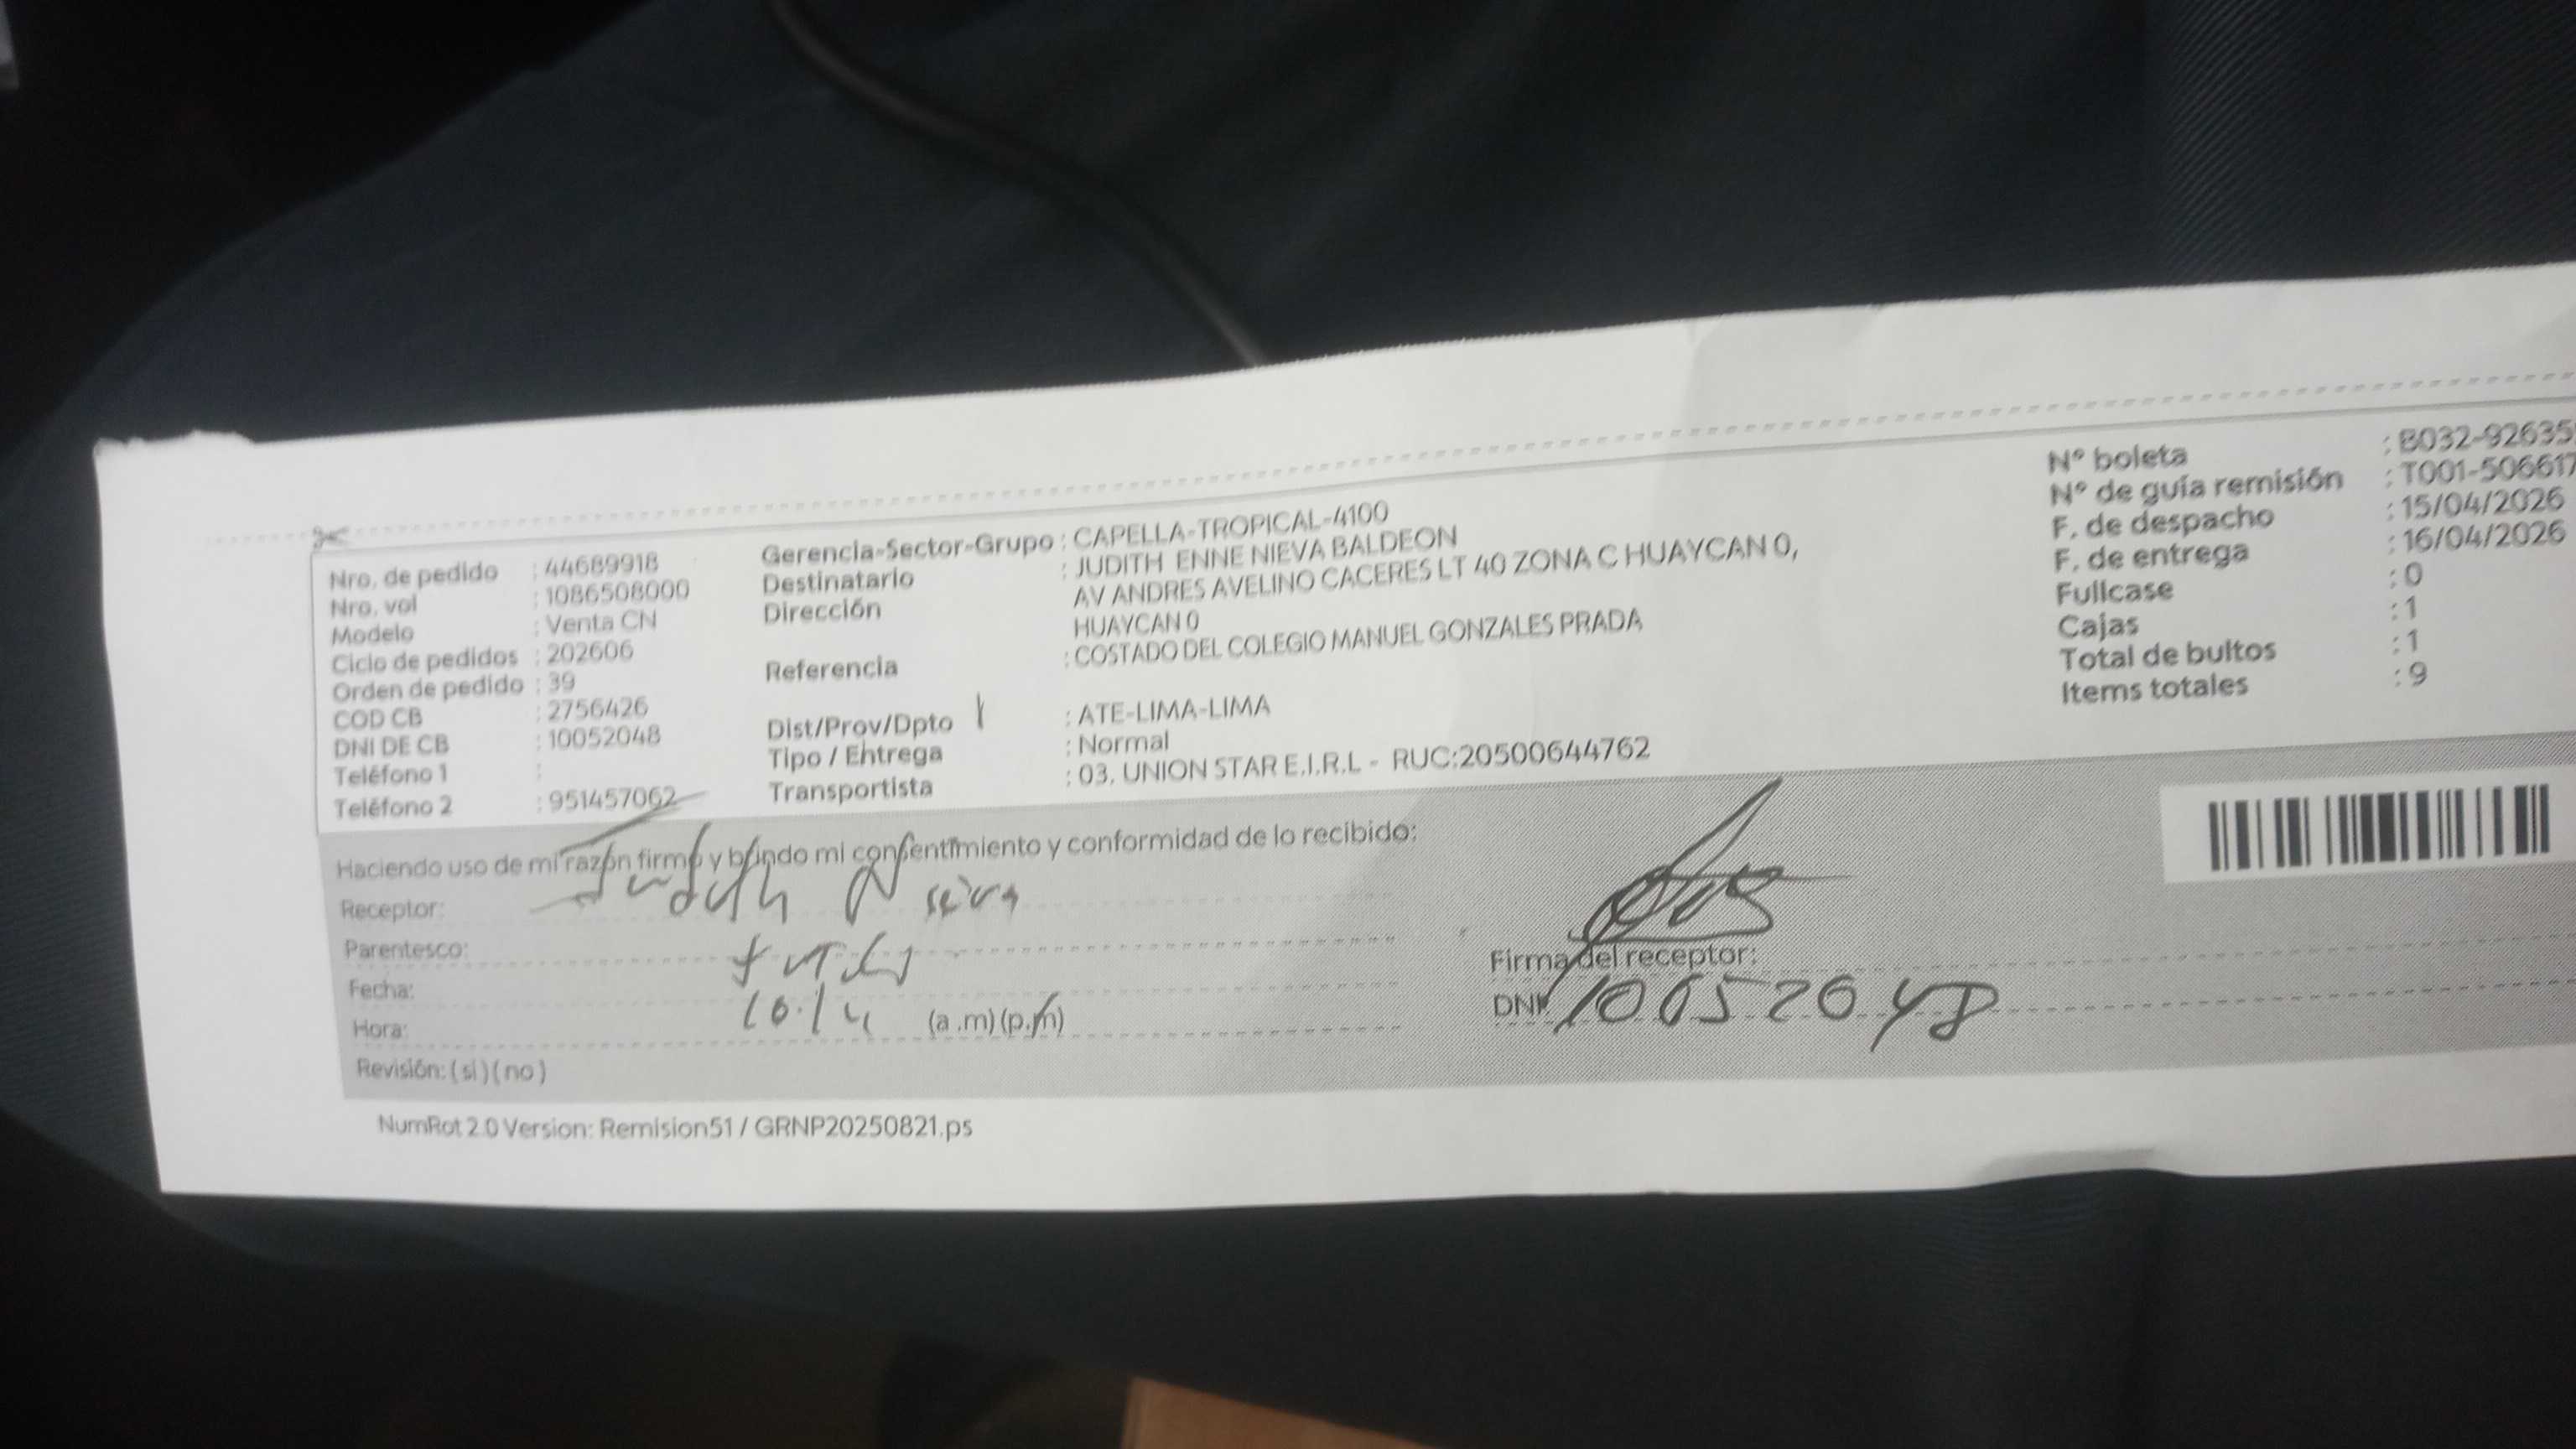 Nro. de pedido : 44689918
Nro. vol : 1086508000
Modelo : Venta CN
Ciclo de pedidos : 202606
Orden de pedido : 39
COD CB : 2756426
DNI DE CB : 10052048
Teléfono 1 :
Teléfono 2 : 951457062
Gerencia-Sector-Grupo : CAPELLA-TROPICAL-4100
Destinatario : JUDITH ENNE NIEVA BALDEON
Dirección AV ANDRES AVELINO CACERES LT 40 ZONA C HUAYCAN 0,
HUAYCAN 0
Referencia : COSTADO DEL COLEGIO MANUEL GONZALES PRADA
Dist/Prov/Dpto : ATE-LIMA-LIMA
Tipo / Entrega : Normal
Transportista : 03. UNION STAR E.I.R.L - RUC:20500644762
N° boleta : B032-92635
N° de guía remisión : T001-506617
F. de despacho : 15/04/2026
F. de entrega : 16/04/2026
Fullcase : 0
Cajas : 1
Total de bultos : 1
Items totales : 9
Haciendo uso de mi razón firmo y brindo mi consentimiento y conformidad de lo recibido:
Receptor: Judith Nieva
Parentesco:
Fecha:
Hora: 10.14 (a.m)(p.m)
Revisión: (si)(no)
Firma del receptor:
DNI: 10052048
NumRot 2.0 Version: Remision51 / GRNP20250821.ps